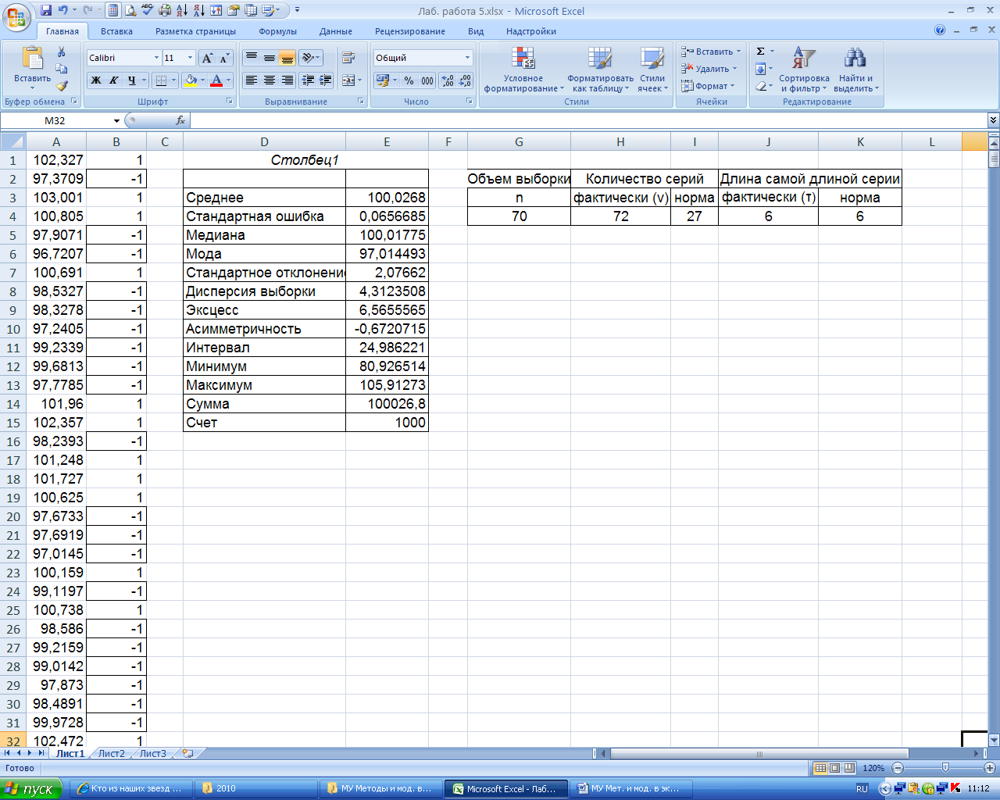 Лаб. работа 5.xlsx - Microsoft Excel
Главная Вставка Разметка страницы Формулы Данные Рецензирование Вид Надстройки
Вставить Calibri 11 Общий Условное форматирование Форматировать как таблицу Стили ячеек Вставить Удалить Формат Сортировка и фильтр Найти и выделить
Ж К Ч % 000
Буфер обмена Шрифт Выравнивание Число Стили Ячейки Редактирование
M32 fx
A B C D E F G H I J K L
1 102,327 1 Столбец1
2 97,3709 -1 Объем выборки Количество серий Длина самой длиной серии
3 103,001 1 Среднее 100,0268 n фактически (v) норма фактически (т) норма
4 100,805 1 Стандартная ошибка 0,0656685 70 72 27 6 6
5 97,9071 -1 Медиана 100,01775
6 96,7207 -1 Мода 97,014493
7 100,691 1 Стандартное отклонение 2,07662
8 98,5327 -1 Дисперсия выборки 4,3123508
9 98,3278 -1 Эксцесс 6,5655565
10 97,2405 -1 Асимметричность -0,6720715
11 99,2339 -1 Интервал 24,986221
12 99,6813 -1 Минимум 80,926514
13 97,7785 -1 Максимум 105,91273
14 101,96 1 Сумма 100026,8
15 102,357 1 Счет 1000
16 98,2393 -1
17 101,248 1
18 101,727 1
19 100,625 1
20 97,6733 -1
21 97,6919 -1
22 97,0145 -1
23 100,159 1
24 99,1197 -1
25 100,738 1
26 98,586 -1
27 99,2159 -1
28 99,0142 -1
29 97,873 -1
30 98,4891 -1
31 99,9728 -1
32 102,472 1
Лист1 Лист2 Лист3
Готово 120%
пуск Кто из наших звезд ... 2010 МУ Методы и мод. в... Microsoft Excel - Лаб... МУ Мет. и мод. в эк... RU 11:12